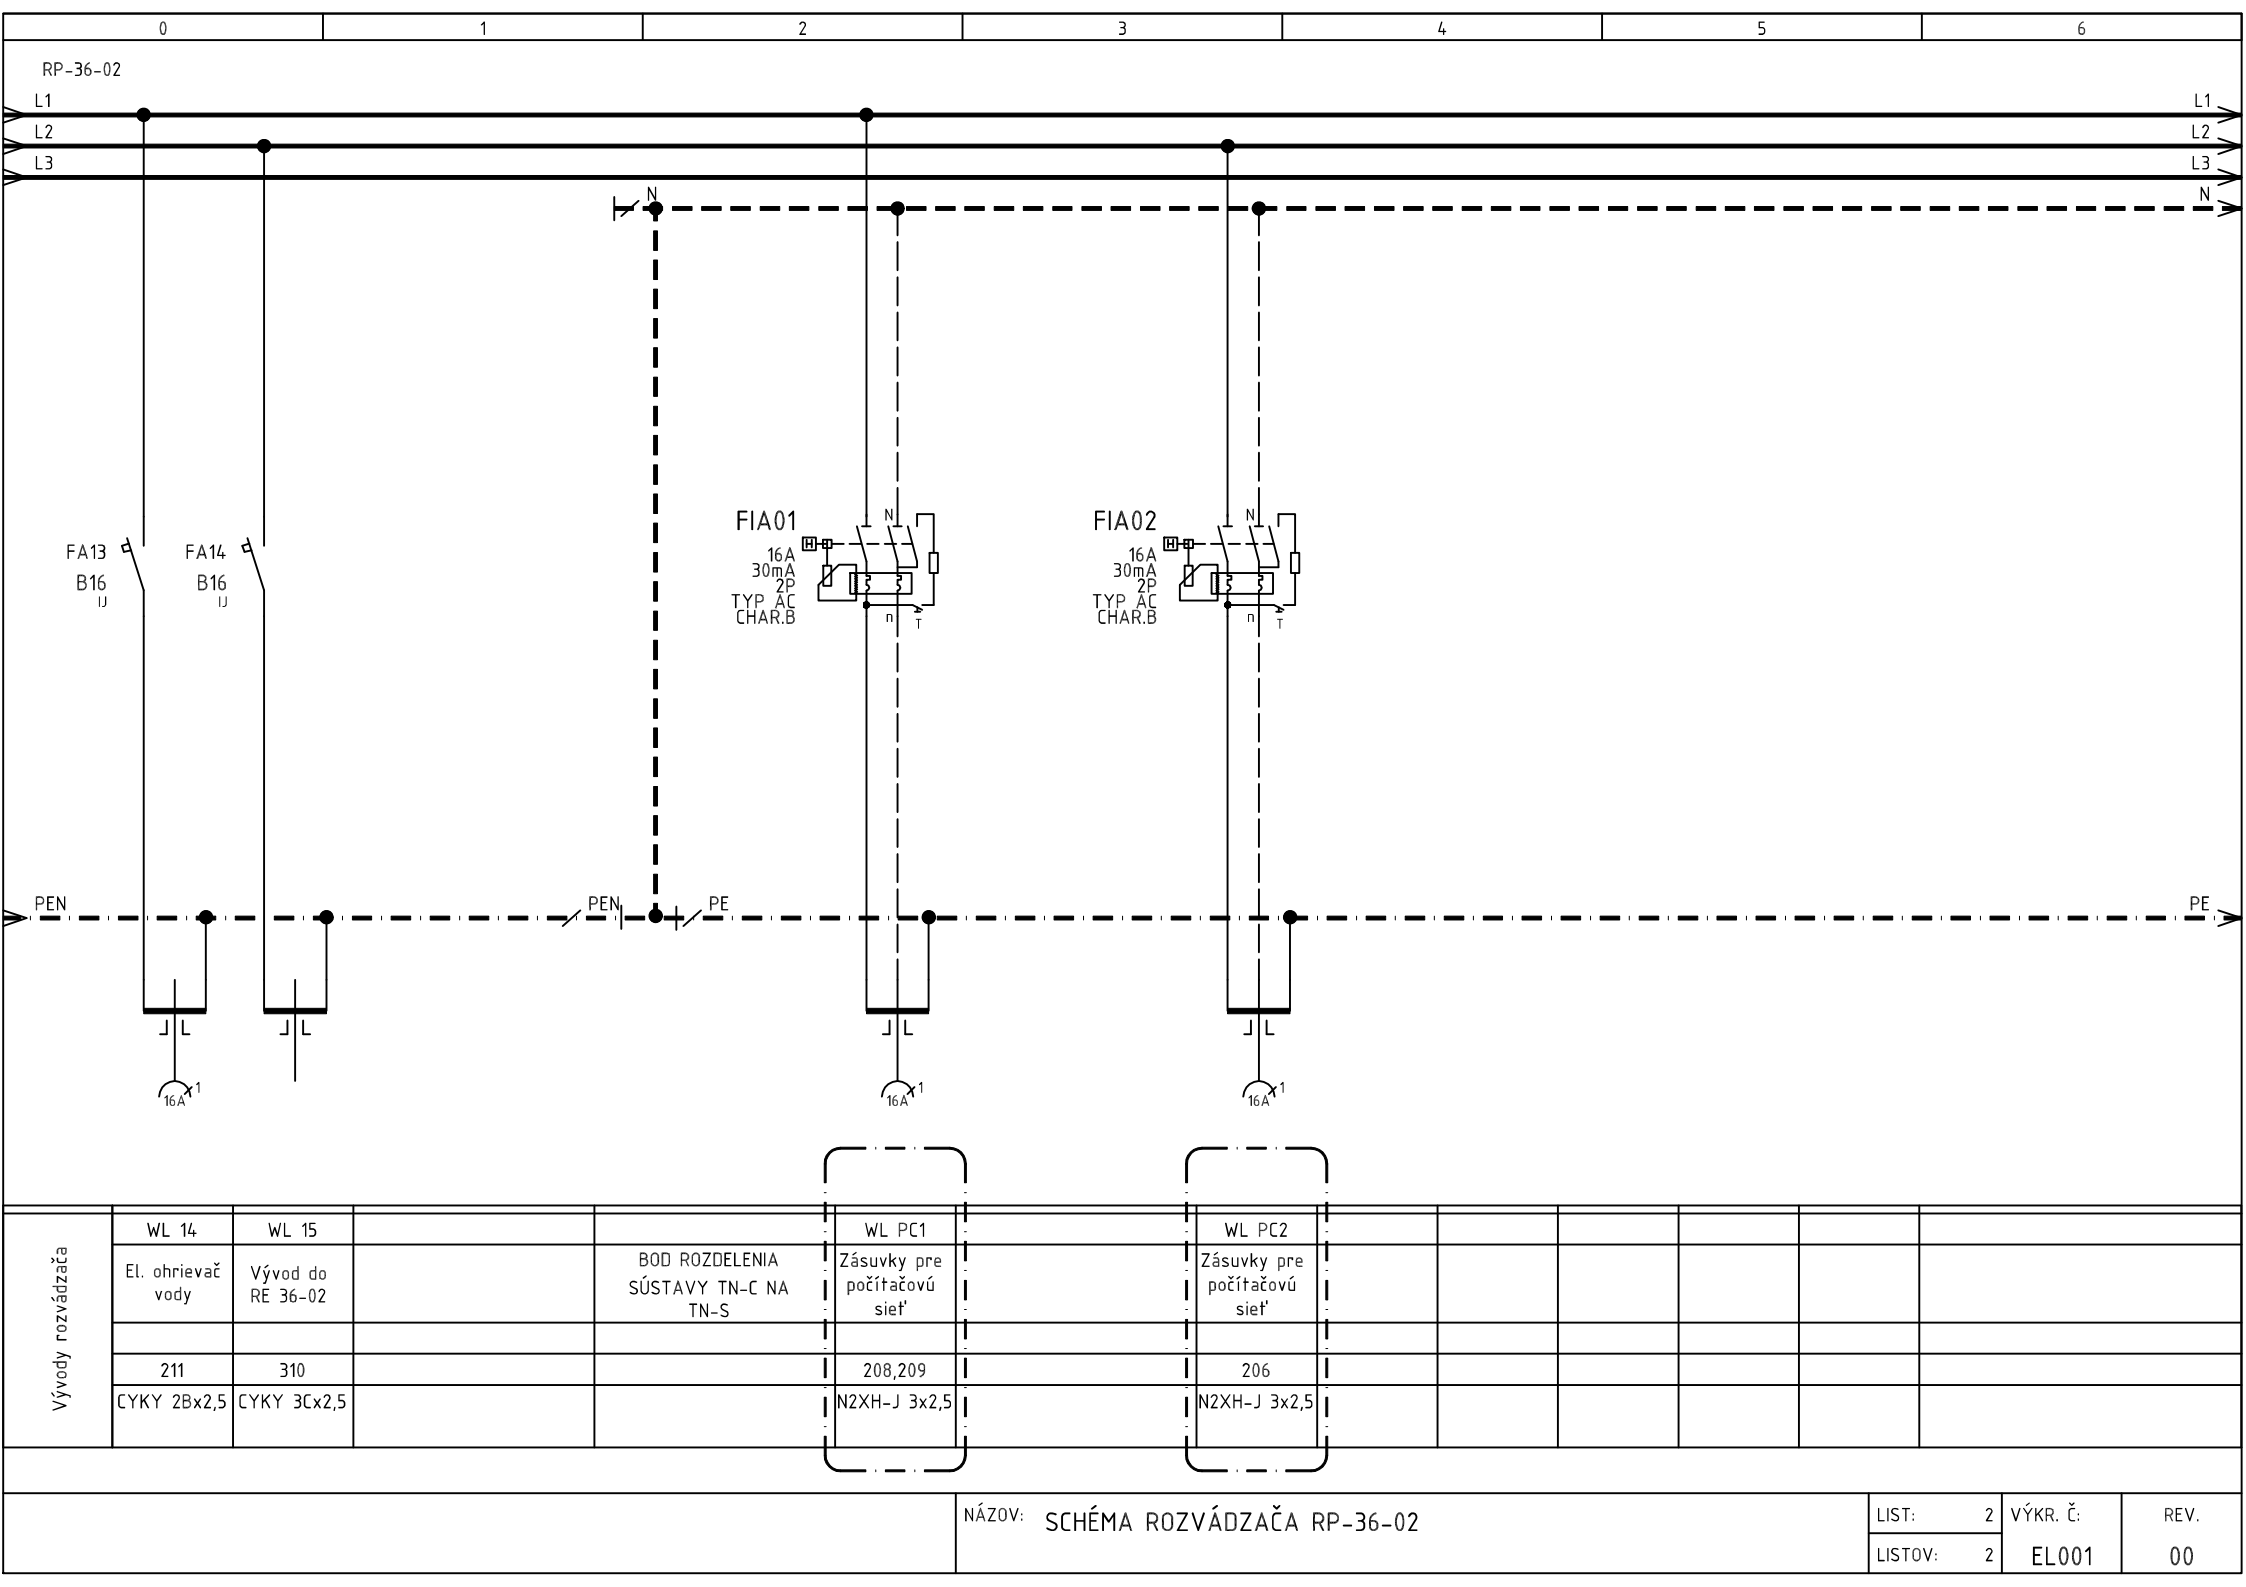 0 1 2 3 4 5 6
RP-36-02
L1 L1
L2 L2
L3 L3
N N
FIA01 N FIA02 N
FA13 FA14
16A 16A
30mA 30mA
B16 B16
2P 2P
IJ IJ
TYP AC TYP AC
CHAR.B n T CHAR.B n T
PEN PEN PE PE
1 1 1
16A 16A 16A
Vývody rozvádzača
WL 14 WL 15 WL PC1 WL PC2
El. ohrievač
vody
Vývod do
RE 36-02
BOD ROZDELENIA
SÚSTAVY TN-C NA
TN-S
Zásuvky pre
počítačovú
sieť
Zásuvky pre
počítačovú
sieť
211 310 208,209 206
CYKY 2Bx2,5 CYKY 3Cx2,5 N2XH-J 3x2,5 N2XH-J 3x2,5
NÁZOV: SCHÉMA ROZVÁDZAČA RP-36-02
LIST: 2
LISTOV: 2
VÝKR. Č:
EL001
REV.
00